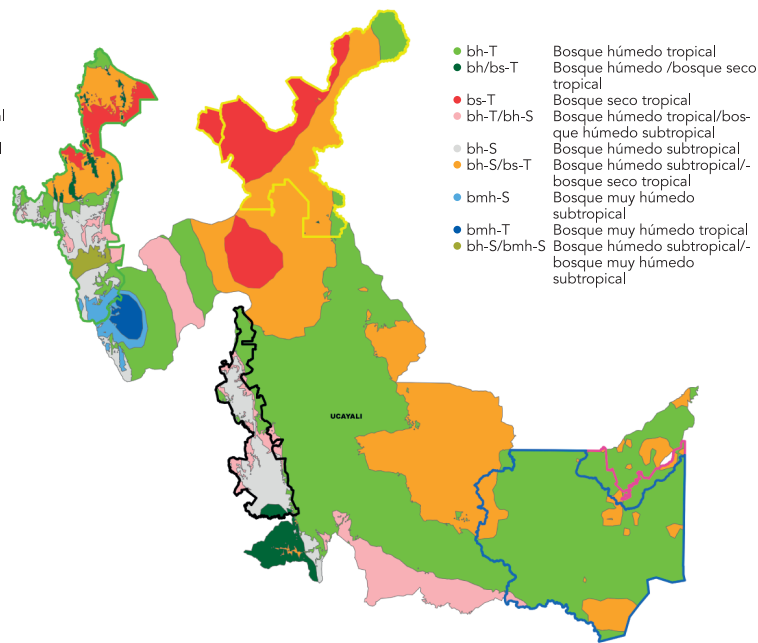 al
l
bh-T Bosque húmedo tropical
bh/bs-T Bosque húmedo /bosque seco
tropical
bs-T Bosque seco tropical
bh-T/bh-S Bosque húmedo tropical/bos-
que húmedo subtropical
bh-S Bosque húmedo subtropical
bh-S/bs-T Bosque húmedo subtropical/-
bosque seco tropical
bmh-S Bosque muy húmedo
subtropical
bmh-T Bosque muy húmedo tropical
bh-S/bmh-S Bosque húmedo subtropical/-
bosque muy húmedo
subtropical
UCAYALI